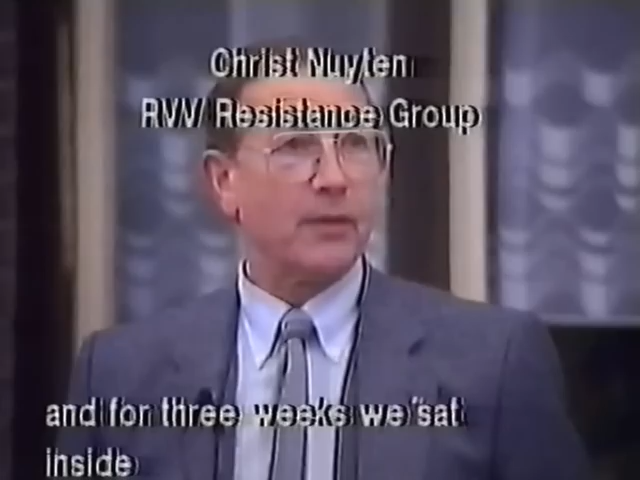 Christ Nuyten
RVV Resistance Group
and for three weeks we sat
inside